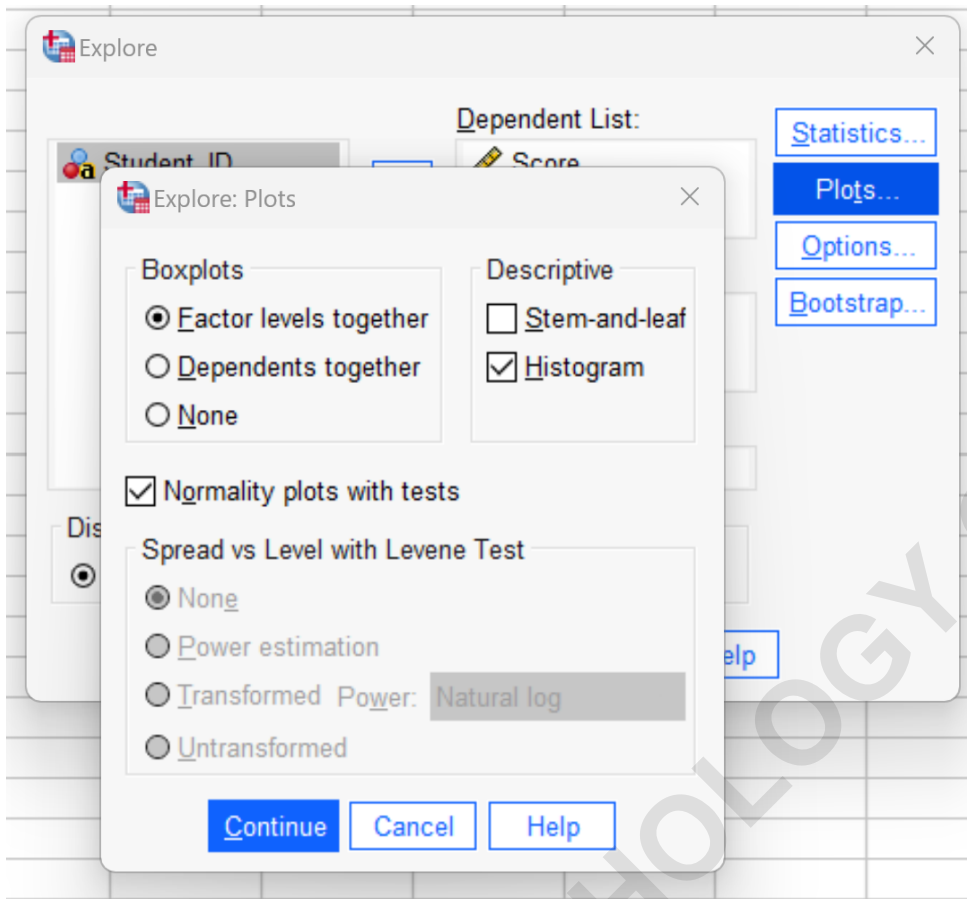 Explore
Dependent List:
Student_ID
Score
Statistics...
Plots...
Options...
Bootstrap...
Explore: Plots
Boxplots
Factor levels together
Dependents together
None
Descriptive
Stem-and-leaf
Histogram
Normality plots with tests
Dis
Spread vs Level with Levene Test
None
Power estimation
Transformed Power: Natural log
Untransformed
elp
Continue Cancel Help
HOLOGY